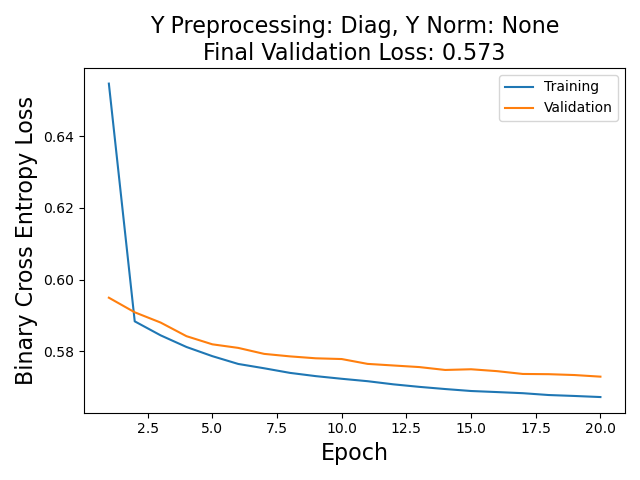 Y Preprocessing: Diag, Y Norm: None
Final Validation Loss: 0.573
Training
Validation
Binary Cross Entropy Loss
0.64
0.62
0.60
0.58
2.5 5.0 7.5 10.0 12.5 15.0 17.5 20.0
Epoch